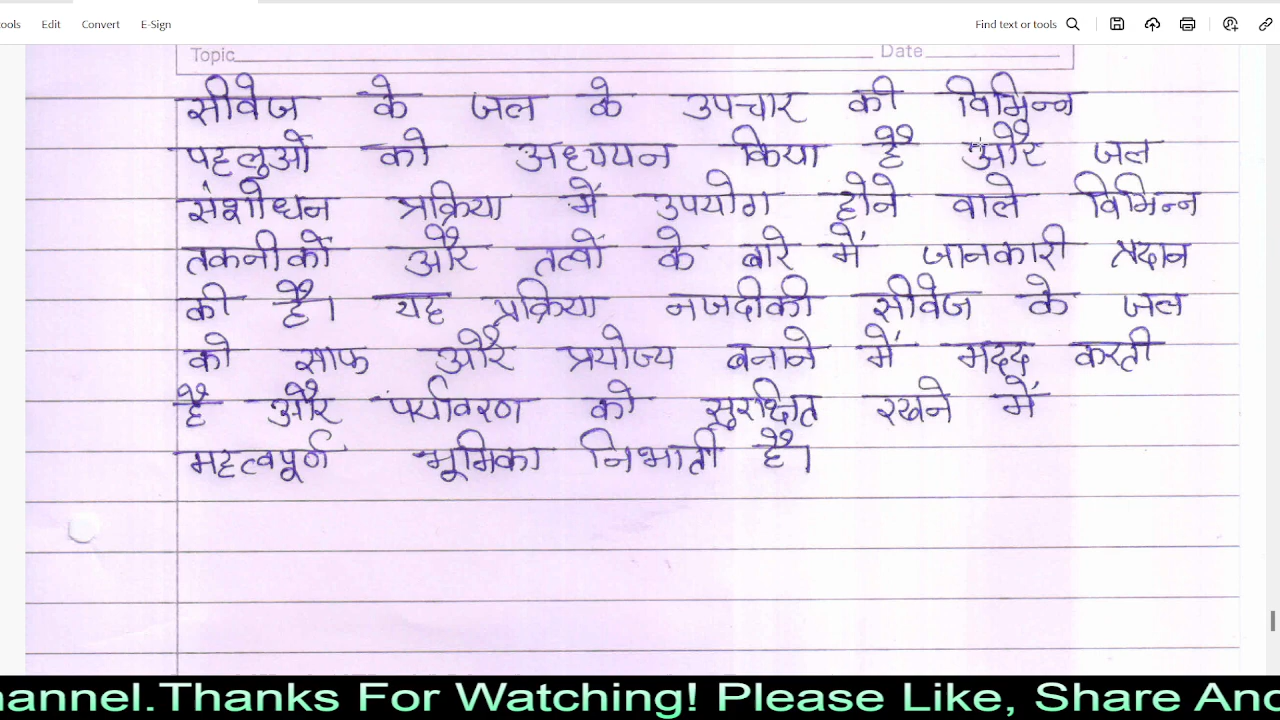 ools Edit Convert E-Sign Find text or tools
Topic Date
सीवेज के जल के उपचार की विभिन्न
पहलुओं को अध्ययन किया है और जल
संशोधन प्रक्रिया में उपयोग होने वाले विभिन्न
तकनीकों और तत्वों के बारे में जानकारी प्रदान
की है। यह प्रक्रिया नजदीकी सीवेज के जल
को साफ और प्रयोज्य बनाने में मदद करती
है और पर्यावरण को सुरक्षित रखने में
महत्वपूर्ण भूमिका निभाती है।
hannel.Thanks For Watching! Please Like, Share And